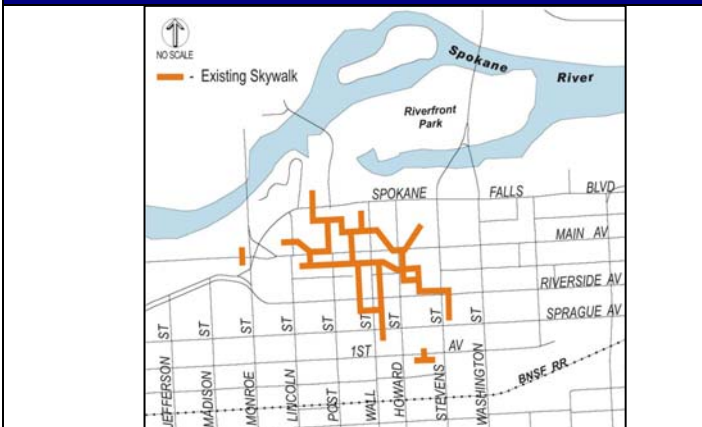 NO SCALE
- Existing Skywalk
Spokane
River
Riverfront
Park
SPOKANE FALLS BLVD
MAIN AV
RIVERSIDE AV
SPRAGUE AV
1ST AV
BNSF RR
JEFFERSON ST
MADISON ST
MONROE ST
LINCOLN ST
POST ST
WALL ST
HOWARD ST
STEVENS ST
WASHINGTON ST